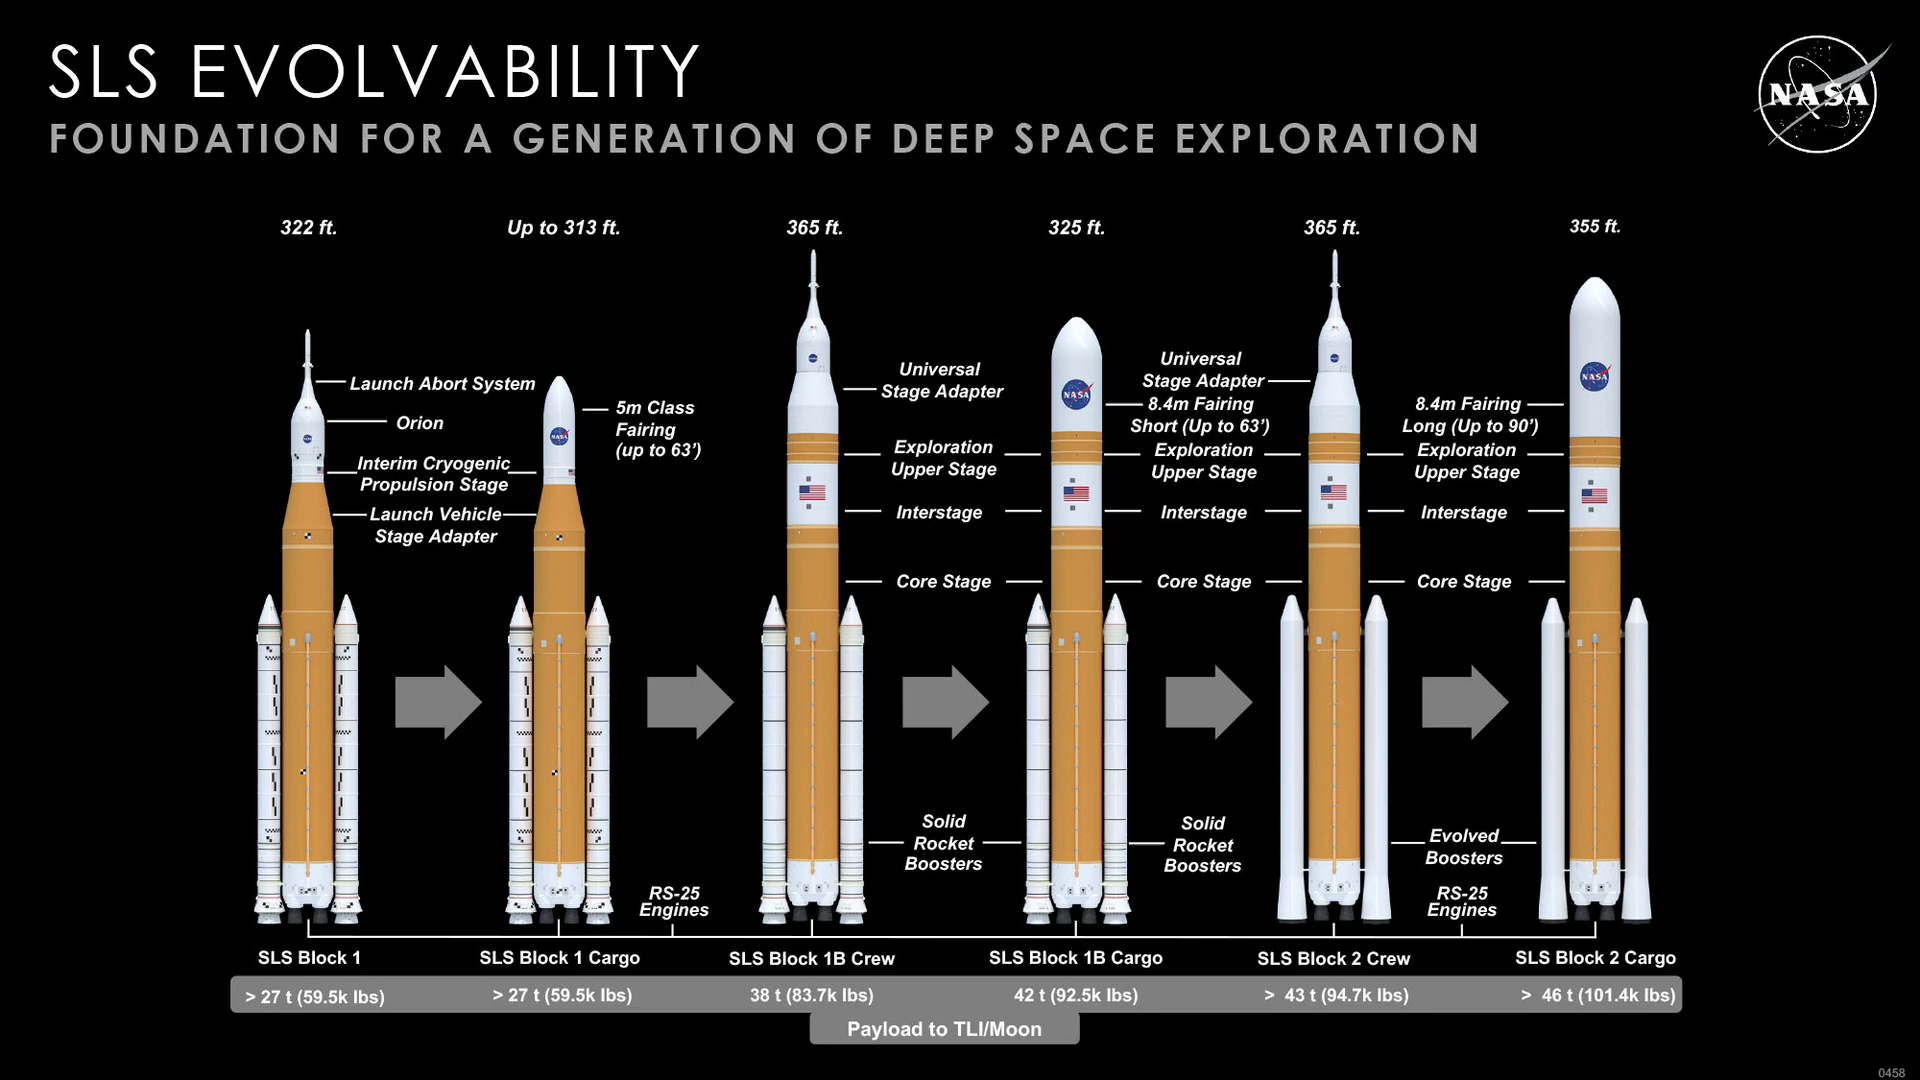 SLS EVOLVABILITY
FOUNDATION FOR A GENERATION OF DEEP SPACE EXPLORATION
NASA
322 ft.
Up to 313 ft.
365 ft.
325 ft.
365 ft.
355 ft.
Launch Abort System
Orion
Interim Cryogenic
Propulsion Stage
Launch Vehicle
Stage Adapter
5m Class
Fairing
(up to 63’)
Universal
Stage Adapter
Exploration
Upper Stage
Interstage
Core Stage
Solid
Rocket
Boosters
NASA
Universal
Stage Adapter
8.4m Fairing
Short (Up to 63’)
Exploration
Upper Stage
Interstage
Core Stage
Solid
Rocket
Boosters
8.4m Fairing
Long (Up to 90’)
Exploration
Upper Stage
Interstage
Core Stage
Evolved
Boosters
NASA
NASA
RS-25
Engines
RS-25
Engines
SLS Block 1
SLS Block 1 Cargo
SLS Block 1B Crew
SLS Block 1B Cargo
SLS Block 2 Crew
SLS Block 2 Cargo
> 27 t (59.5k lbs)
> 27 t (59.5k lbs)
38 t (83.7k lbs)
42 t (92.5k lbs)
> 43 t (94.7k lbs)
> 46 t (101.4k lbs)
Payload to TLI/Moon
0458